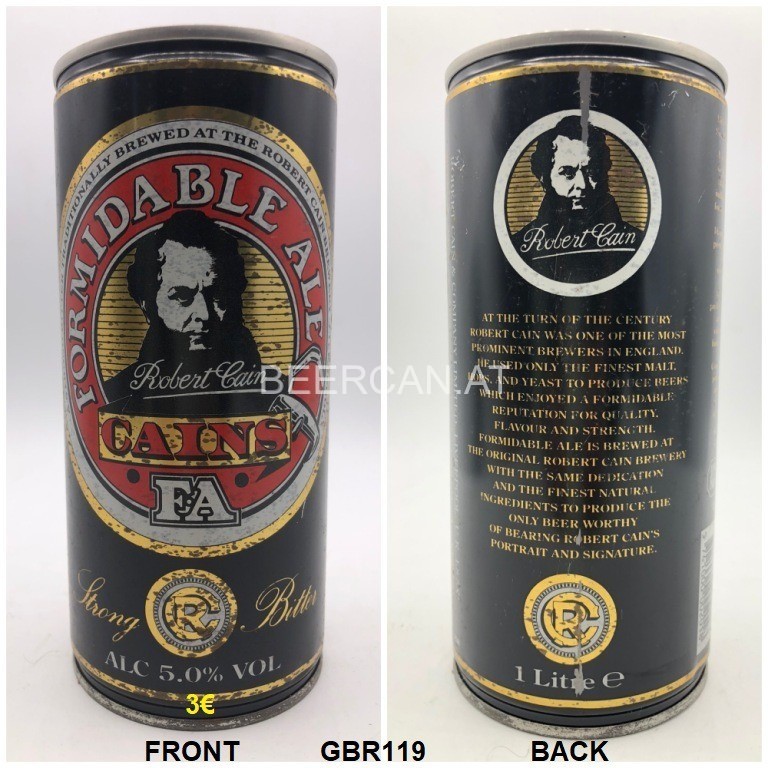 TRADITIONALLY BREWED AT THE ROBERT CAIN BREWERY
FORMIDABLE ALE
Robert Cain
CAINS
FA
Strong Bitter
RC
ALC 5.0% VOL
3€
FRONT
GBR119
Robert Cain
AT THE TURN OF THE CENTURY
ROBERT CAIN WAS ONE OF THE MOST
PROMINENT BREWERS IN ENGLAND.
HE USED ONLY THE FINEST MALT,
AND YEAST TO PRODUCE BEERS
WHICH ENJOYED A FORMIDABLE
REPUTATION FOR QUALITY,
FLAVOUR AND STRENGTH.
FORMIDABLE ALE IS BREWED AT
THE ORIGINAL ROBERT CAIN BREWERY
WITH THE SAME DEDICATION
AND THE FINEST NATURAL
INGREDIENTS TO PRODUCE THE
ONLY BEER WORTHY
OF BEARING ROBERT CAIN'S
PORTRAIT AND SIGNATURE.
RC
1 Litre e
BACK
BEERCAN.AT